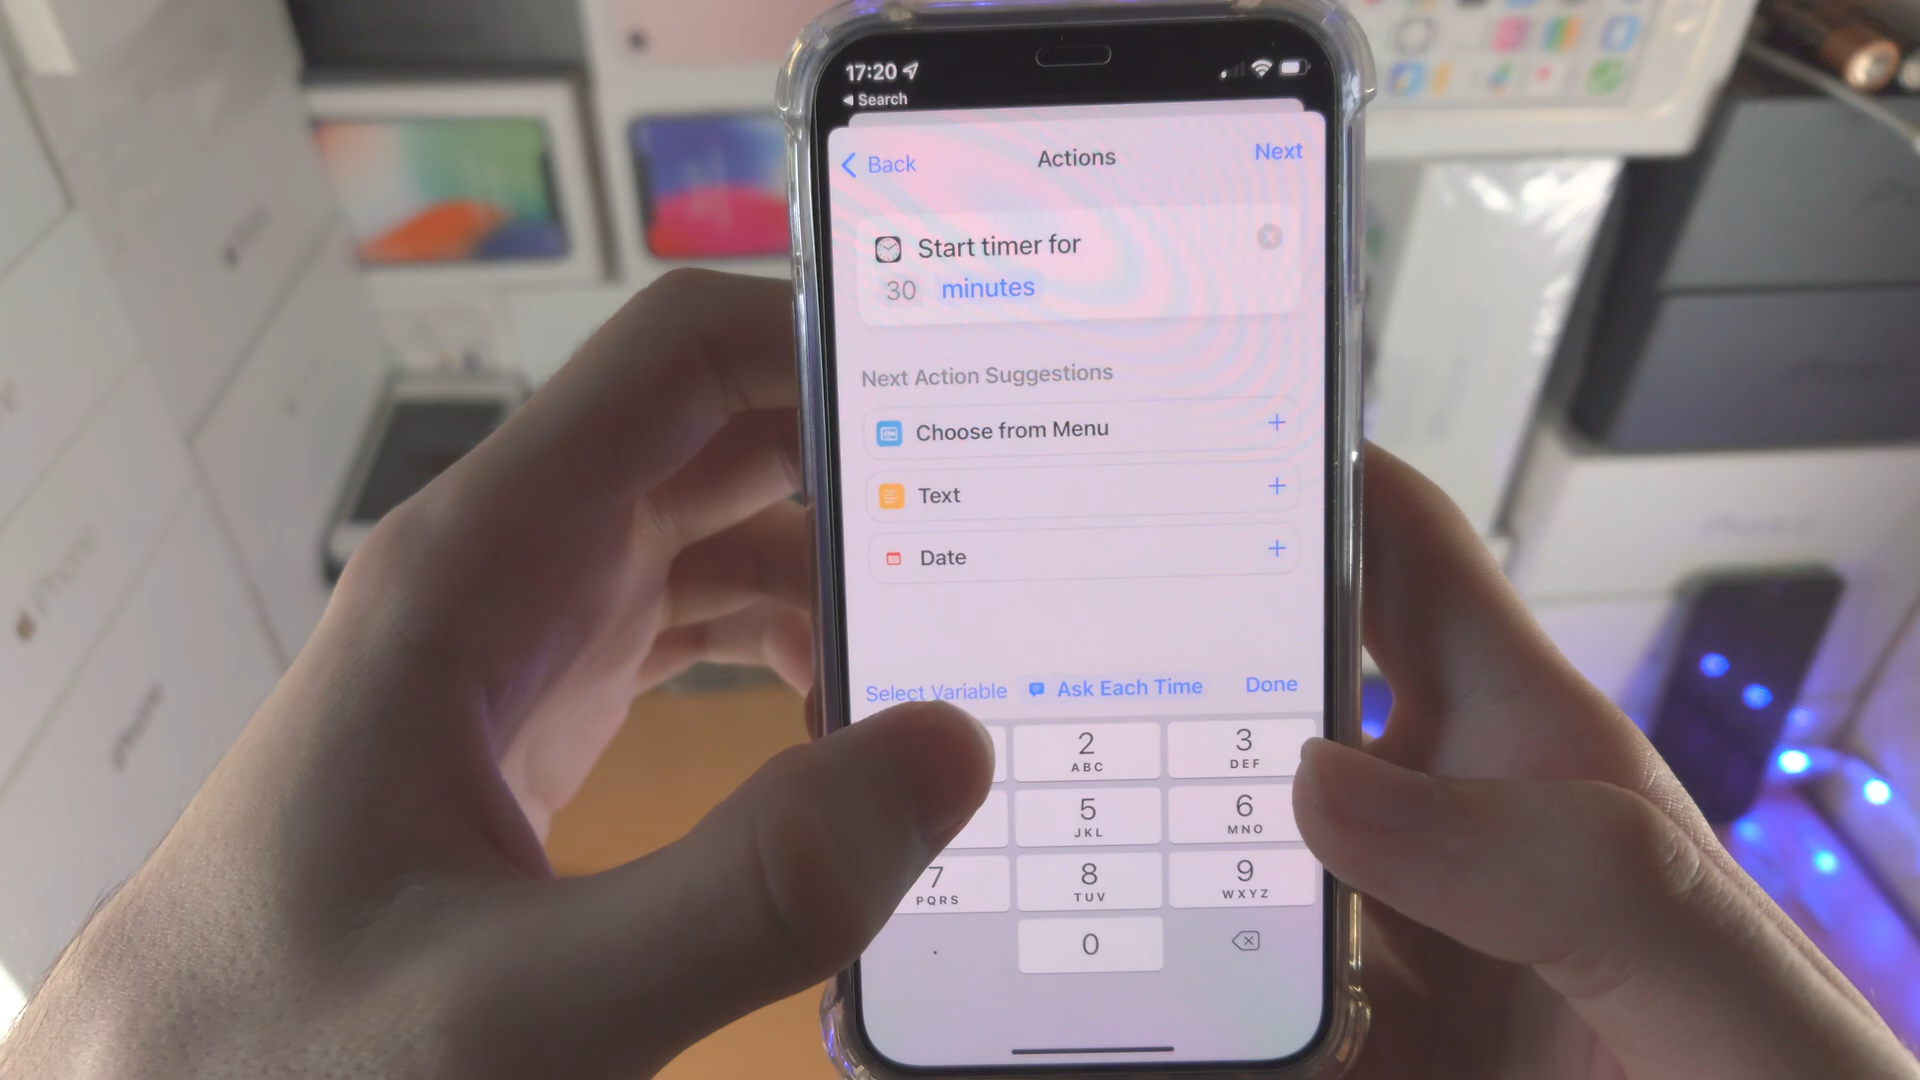 17:20
◀ Search
Back
Actions
Next
Start timer for
30 minutes
Next Action Suggestions
Choose from Menu
Text
Date
Select Variable
Ask Each Time
Done
2
ABC
3
DEF
5
JKL
6
MNO
7
PQRS
8
TUV
9
WXYZ
.
0
iPhone
iPhone